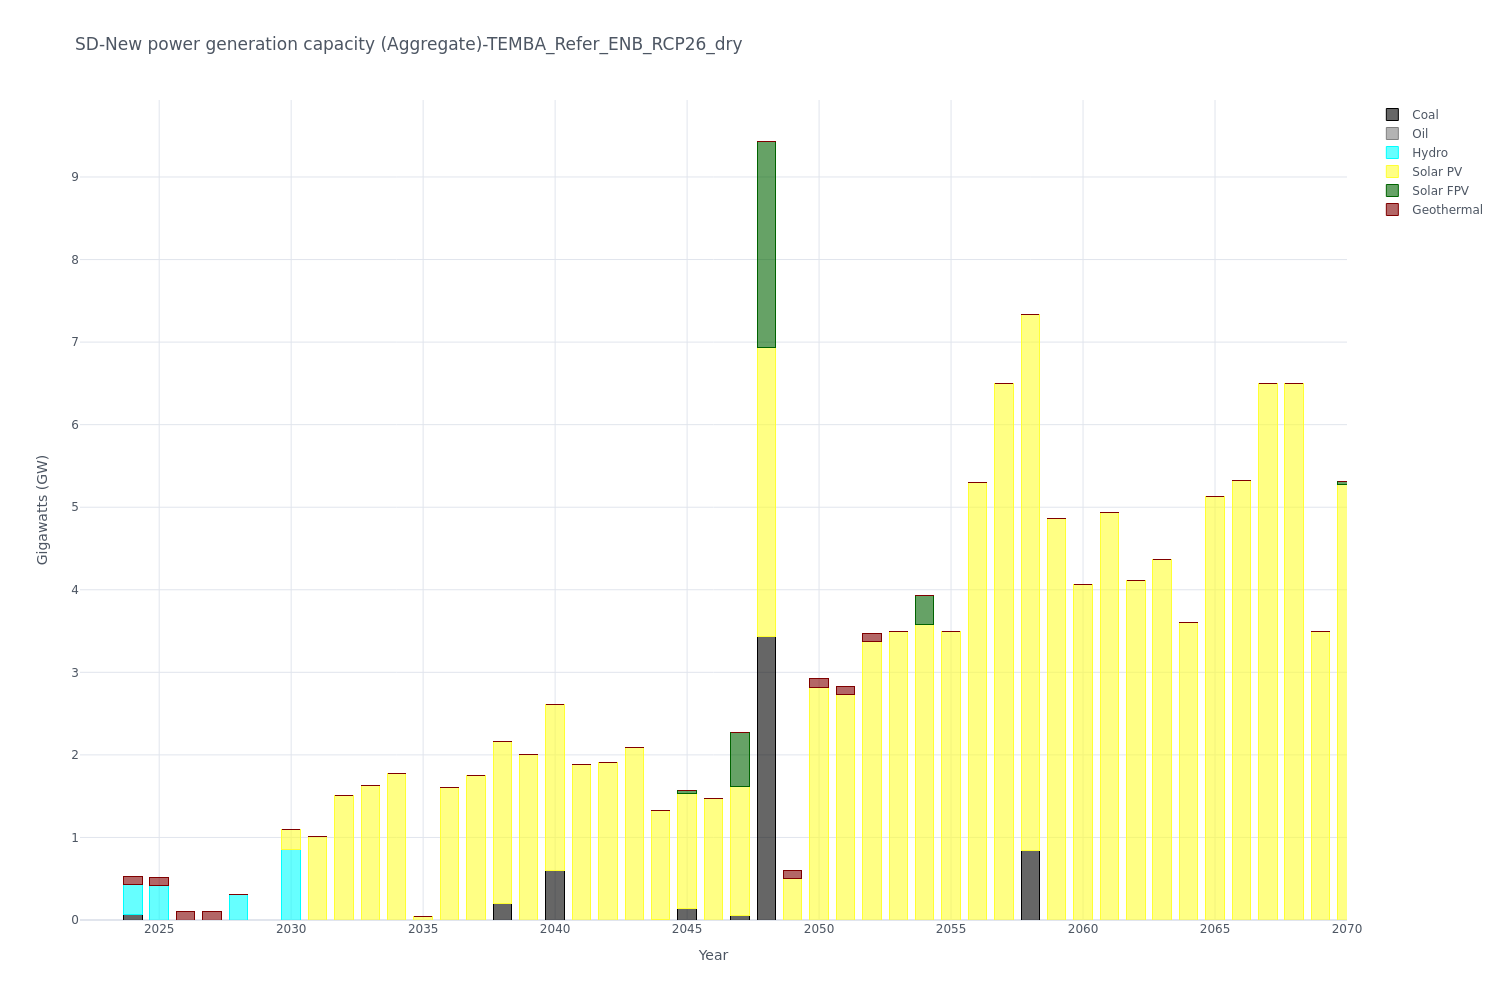 SD-New power generation capacity (Aggregate)-TEMBA_Refer_ENB_RCP26_dry
Coal
Oil
Hydro
Solar PV
Solar FPV
Geothermal
9
8
7
6
5
4
3
2
1
0
Gigawatts (GW)
2025 2030 2035 2040 2045 2050 2055 2060 2065 2070
Year